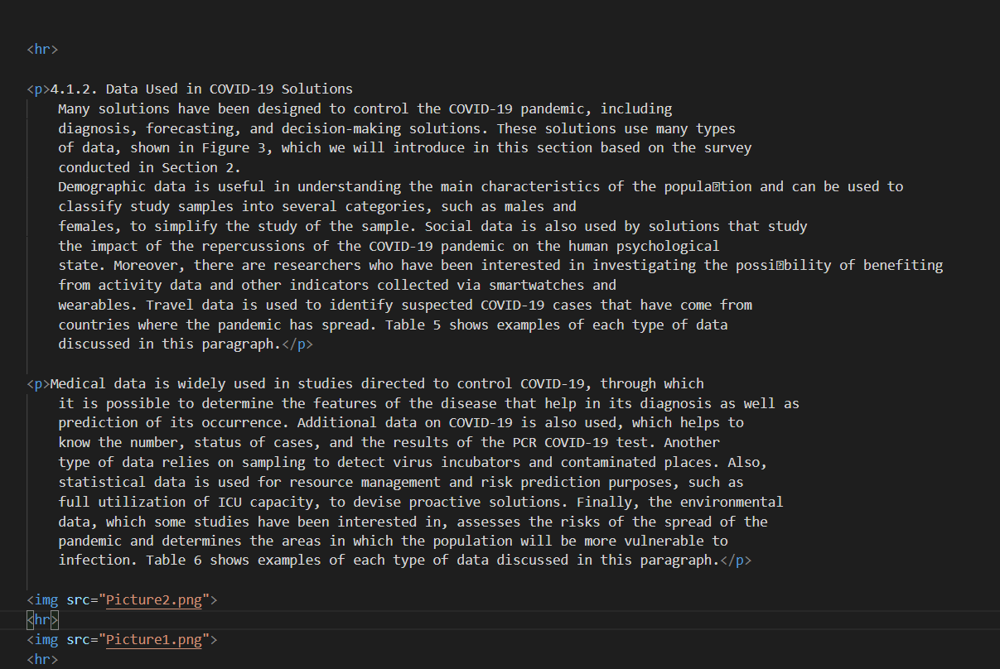 <hr>
<p>4.1.2. Data Used in COVID-19 Solutions
Many solutions have been designed to control the COVID-19 pandemic, including
diagnosis, forecasting, and decision-making solutions. These solutions use many types
of data, shown in Figure 3, which we will introduce in this section based on the survey
conducted in Section 2.
Demographic data is useful in understanding the main characteristics of the popula�tion and can be used to
classify study samples into several categories, such as males and
females, to simplify the study of the sample. Social data is also used by solutions that study
the impact of the repercussions of the COVID-19 pandemic on the human psychological
state. Moreover, there are researchers who have been interested in investigating the possi�bility of benefiting
from activity data and other indicators collected via smartwatches and
wearables. Travel data is used to identify suspected COVID-19 cases that have come from
countries where the pandemic has spread. Table 5 shows examples of each type of data
discussed in this paragraph.</p>
<p>Medical data is widely used in studies directed to control COVID-19, through which
it is possible to determine the features of the disease that help in its diagnosis as well as
prediction of its occurrence. Additional data on COVID-19 is also used, which helps to
know the number, status of cases, and the results of the PCR COVID-19 test. Another
type of data relies on sampling to detect virus incubators and contaminated places. Also,
statistical data is used for resource management and risk prediction purposes, such as
full utilization of ICU capacity, to devise proactive solutions. Finally, the environmental
data, which some studies have been interested in, assesses the risks of the spread of the
pandemic and determines the areas in which the population will be more vulnerable to
infection. Table 6 shows examples of each type of data discussed in this paragraph.</p>
<img src="Picture2.png">
<hr>
<img src="Picture1.png">
<hr>